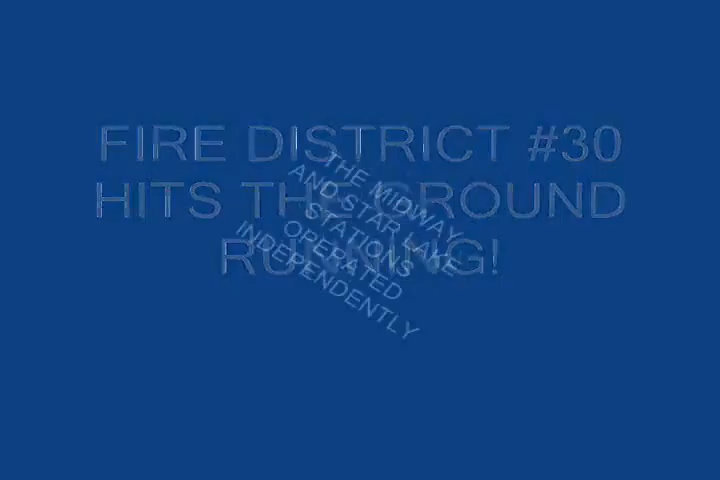 FIRE DISTRICT #30
HITS THE GROUND
RUNNING!
THE MIDWAY
AND STAR LAKE
STATIONS
OPERATED
INDEPENDENTLY